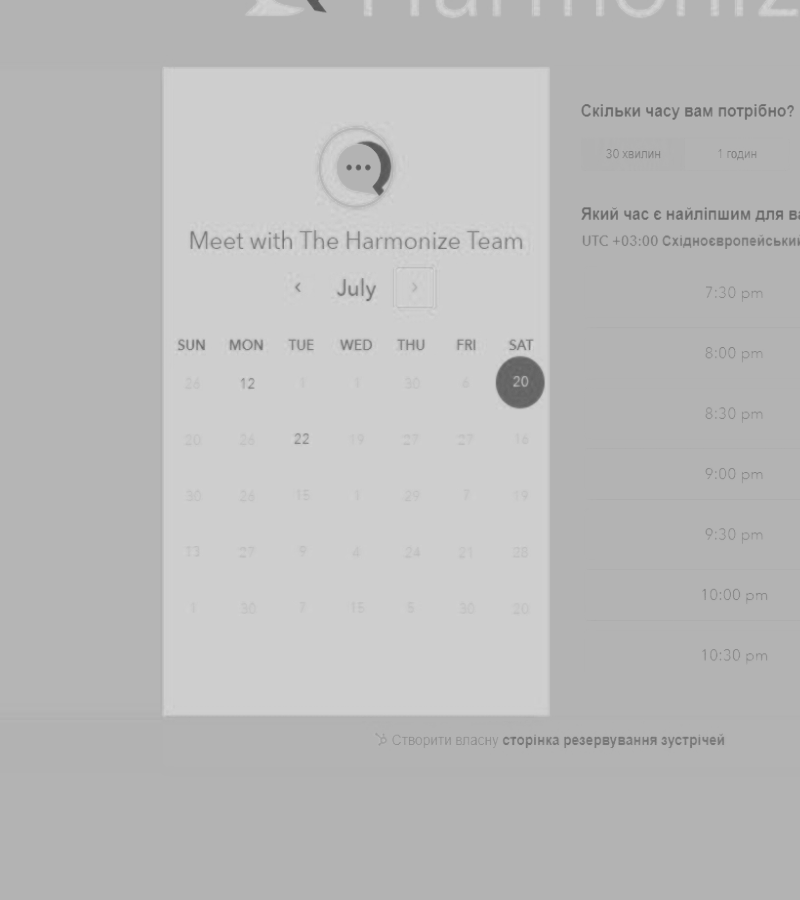 Harmoniz
Meet with The Harmonize Team
‹ July ›
SUN MON TUE WED THU FRI SAT
26 12 1 1 30 6 20
20 26 22 19 27 27 16
30 26 15 1 29 7 19
13 27 9 4 24 21 28
1 30 7 15 5 30 20
Скільки часу вам потрібно?
30 хвилин 1 годин
Який час є найліпшим для ва
UTC +03:00 Східноєвропейський
7:30 pm
8:00 pm
8:30 pm
9:00 pm
9:30 pm
10:00 pm
10:30 pm
Створити власну сторінка резервування зустрічей